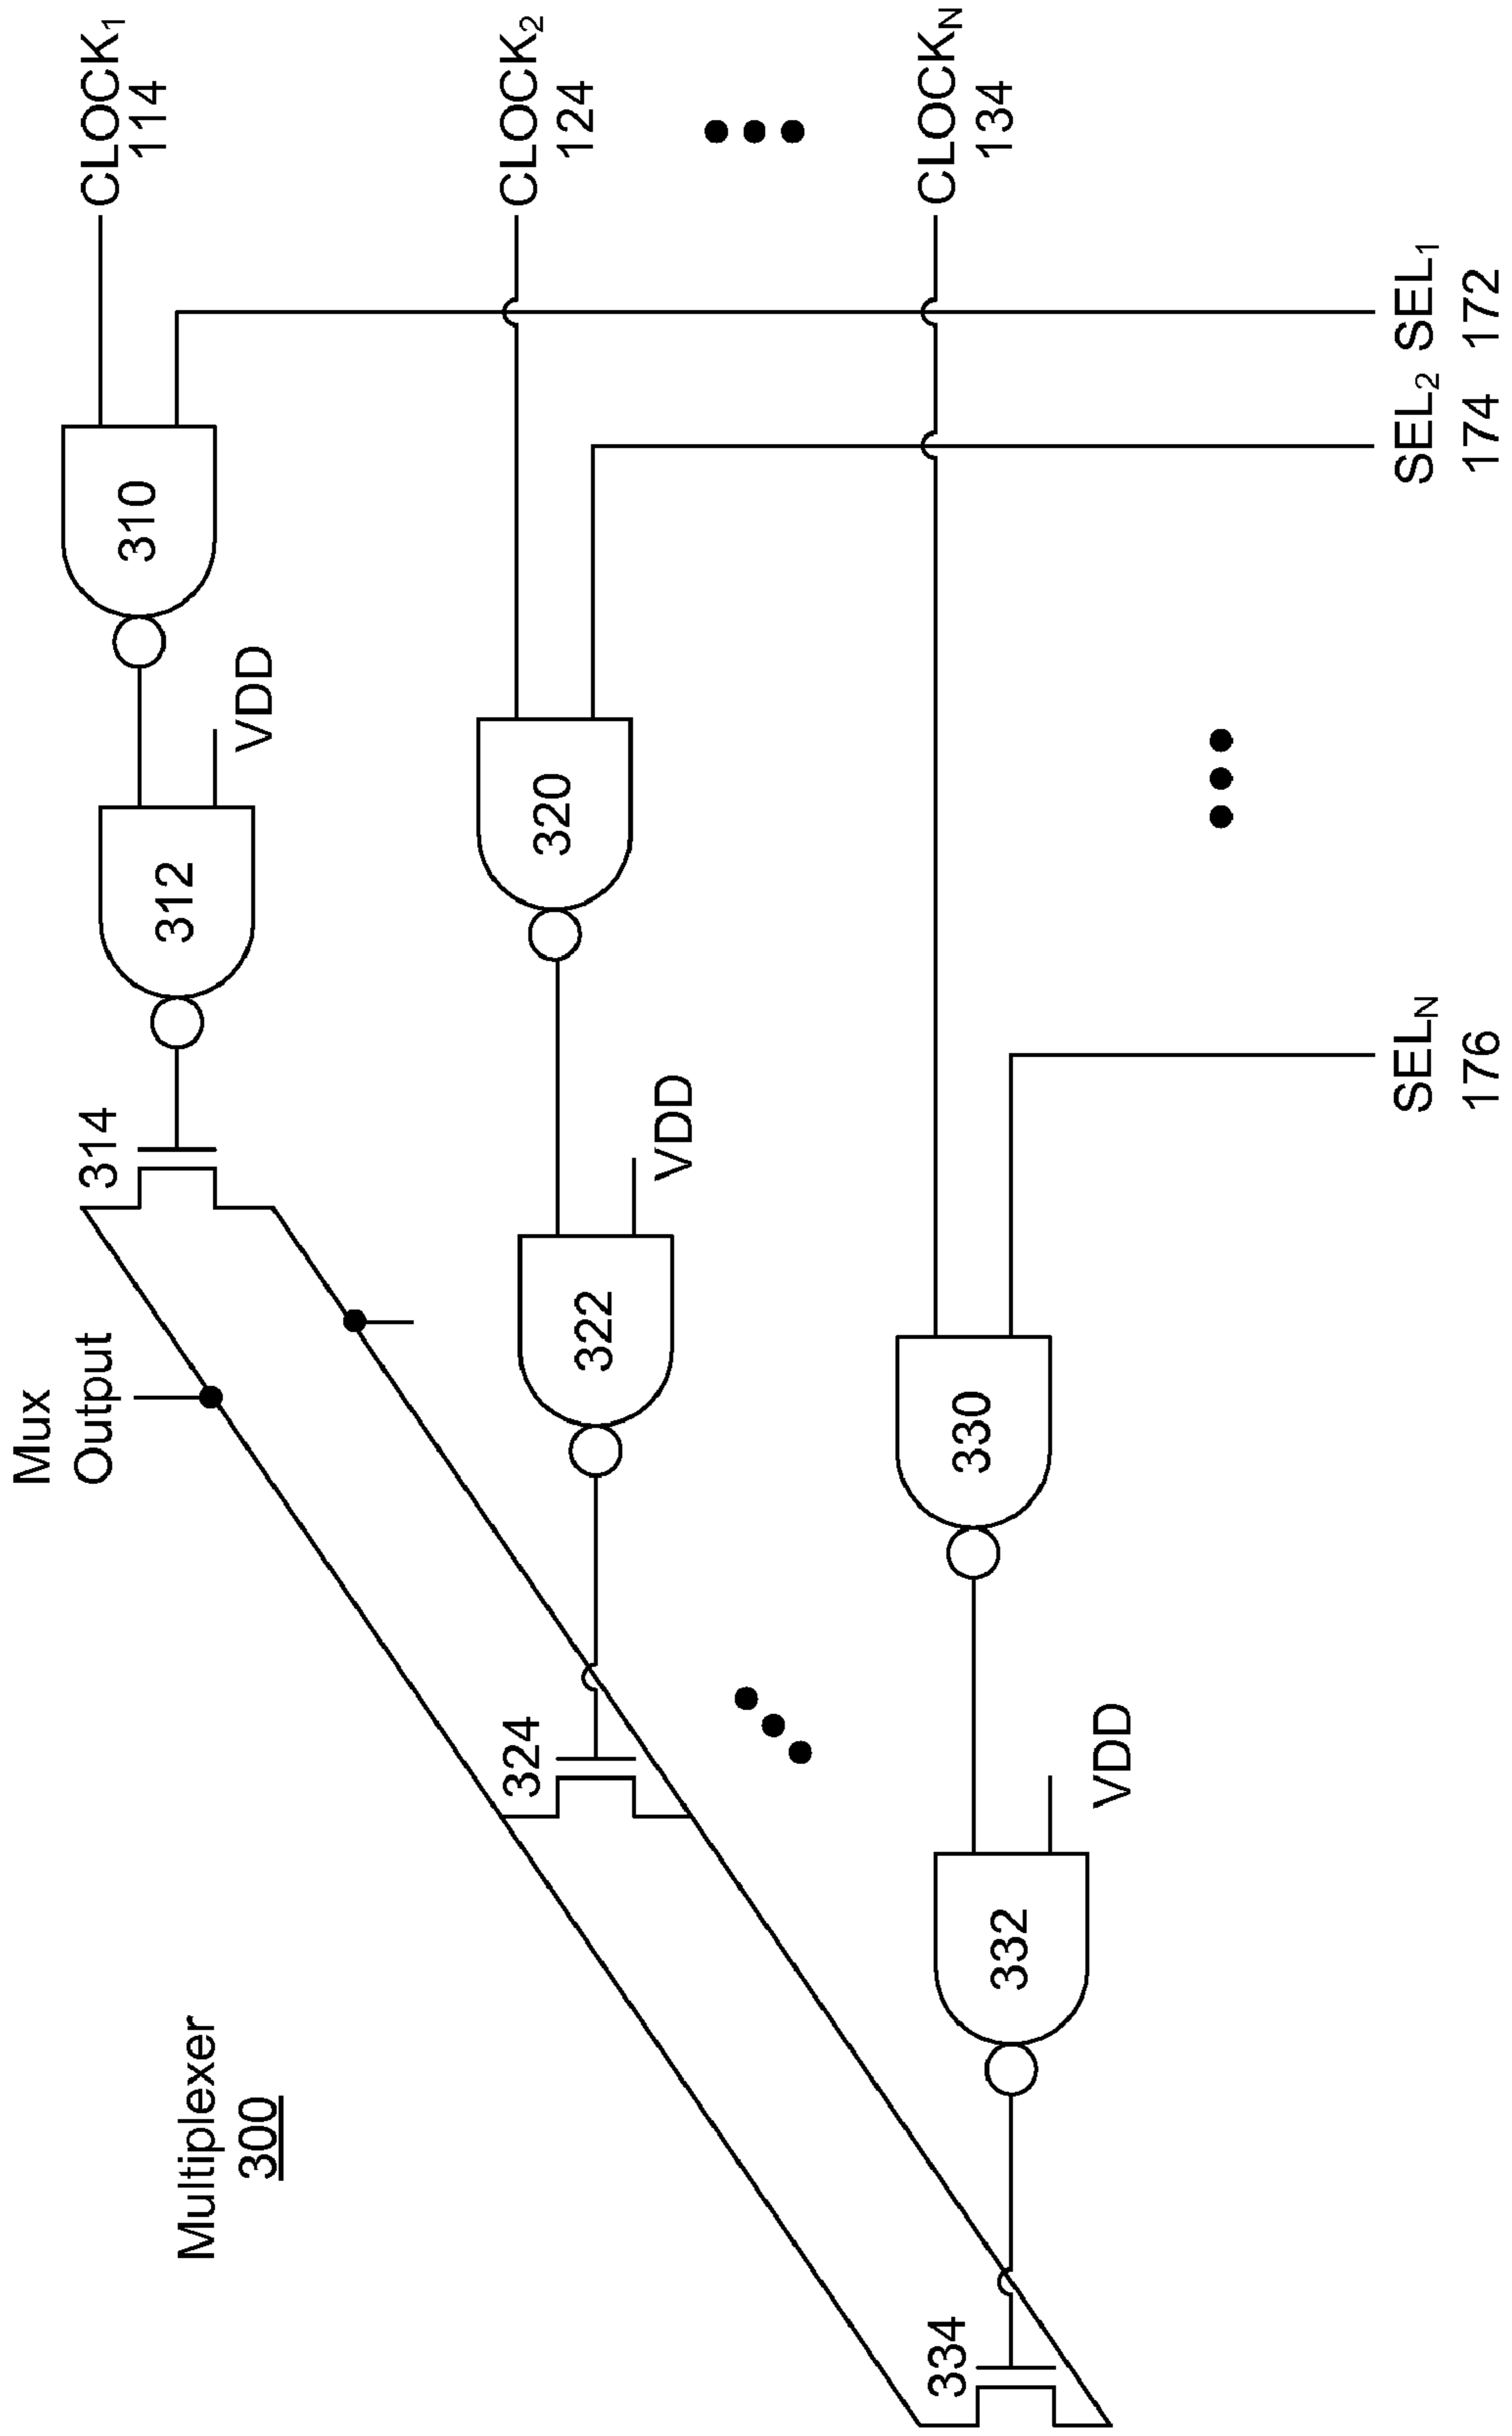 Multiplexer
300
Mux
Output
314
312
VDD
310
CLOCK1
114
324
322
VDD
320
CLOCK2
124
334
332
VDD
330
CLOCKN
134
SELN
176
SEL2
174
SEL1
172